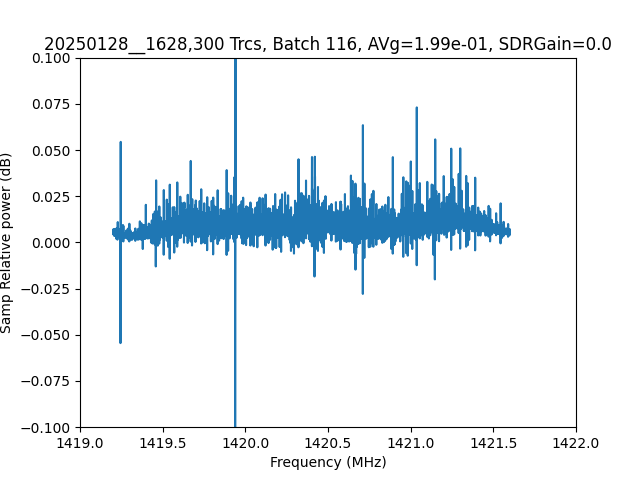 20250128__1628,300 Trcs, Batch 116, AVg=1.99e-01, SDRGain=0.0
0.100
0.075
0.050
0.025
0.000
−0.025
−0.050
−0.075
−0.100
Samp Relative power (dB)
1419.0 1419.5 1420.0 1420.5 1421.0 1421.5 1422.0
Frequency (MHz)